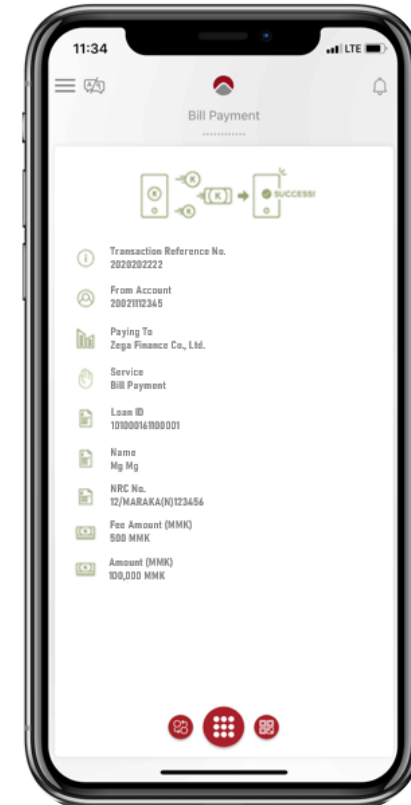 11:34
LTE
Bill Payment
SUCCESS!
Transaction Reference No.
2020202222
From Account
20021112345
Paying To
Zega Finance Co., Ltd.
Service
Bill Payment
Loan ID
101000161100001
Name
Mg Mg
NRC No.
12/MARAKA(N)123456
Fee Amount (MMK)
500 MMK
Amount (MMK)
100,000 MMK